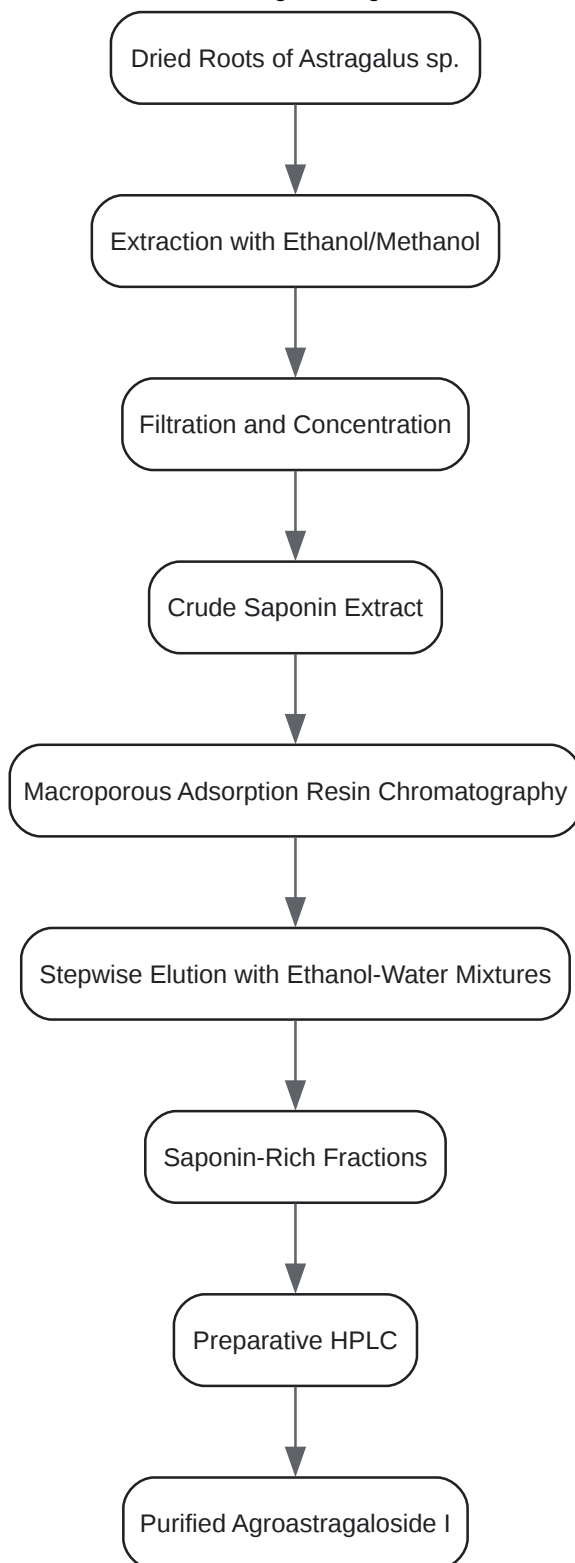 Dried Roots of Astragalus sp.
Extraction with Ethanol/Methanol
Filtration and Concentration
Crude Saponin Extract
Macroporous Adsorption Resin Chromatography
Stepwise Elution with Ethanol-Water Mixtures
Saponin-Rich Fractions
Preparative HPLC
Purified Agroastragaloside I